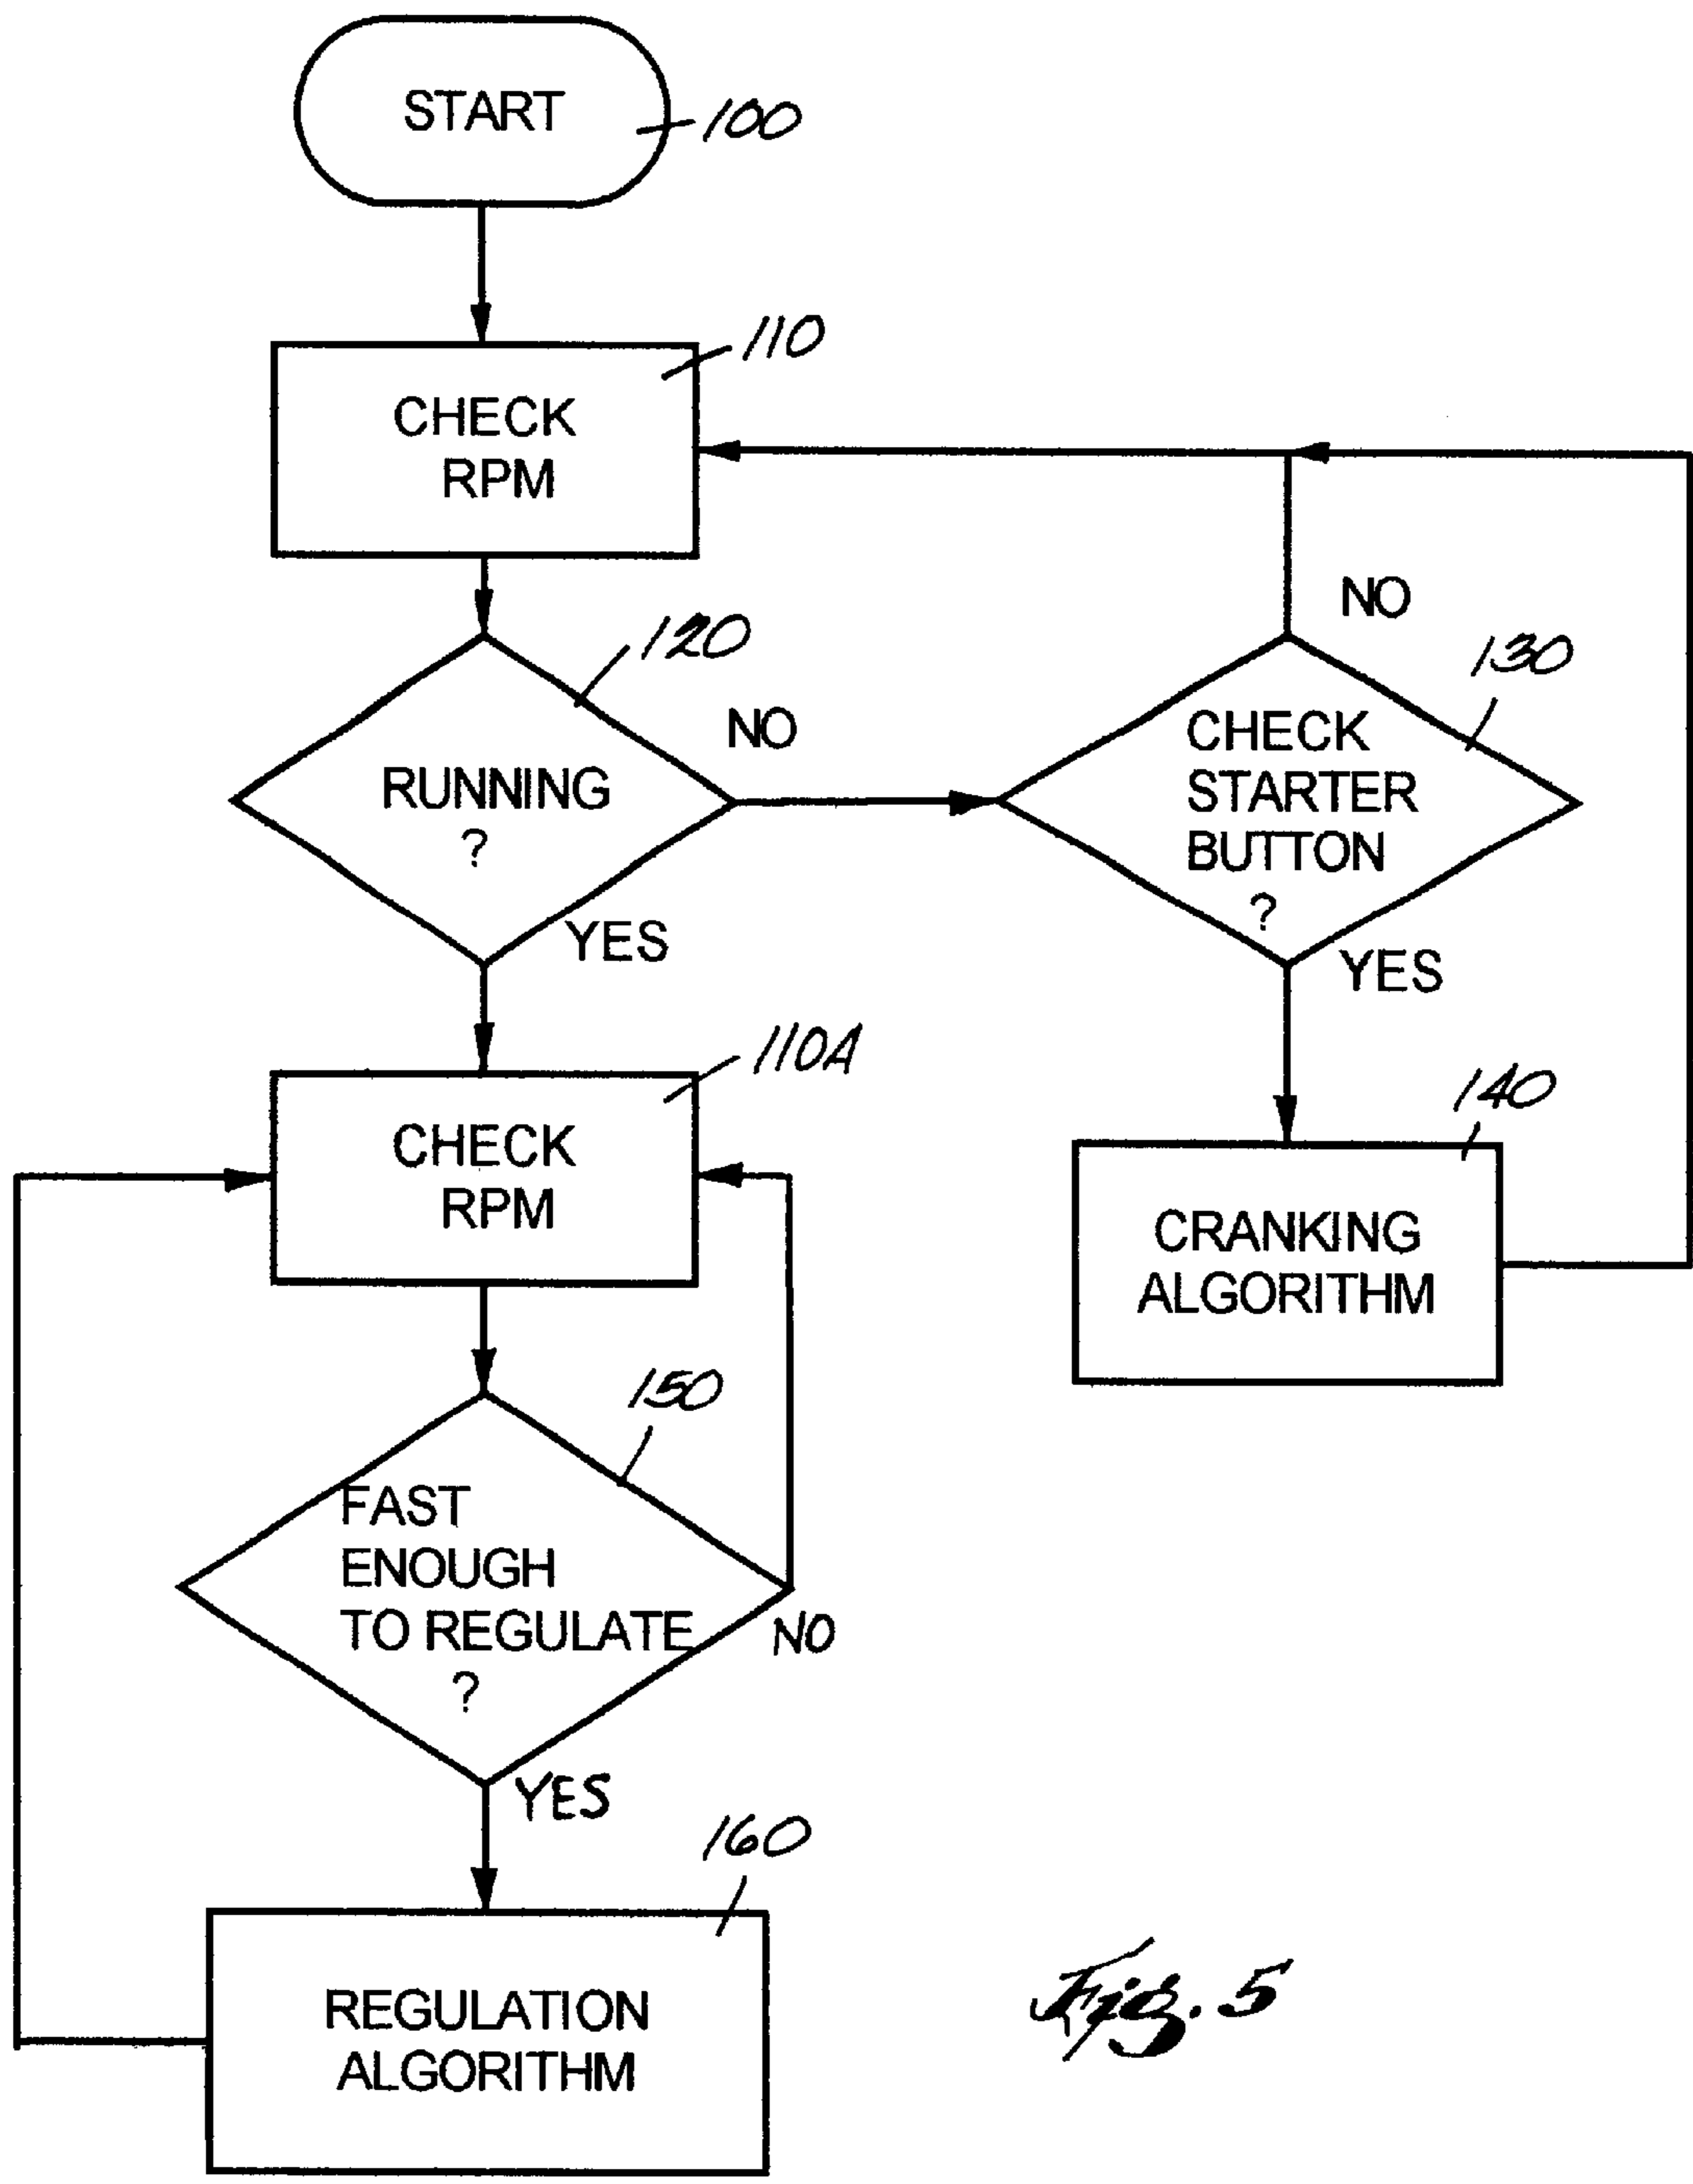 START
100
110
CHECK
RPM
NO
120
130
NO
CHECK
STARTER
BUTTON
?
RUNNING
?
YES
YES
110A
CHECK
RPM
140
CRANKING
ALGORITHM
150
FAST
ENOUGH
TO REGULATE
?
NO
YES
160
REGULATION
ALGORITHM
Fig. 5